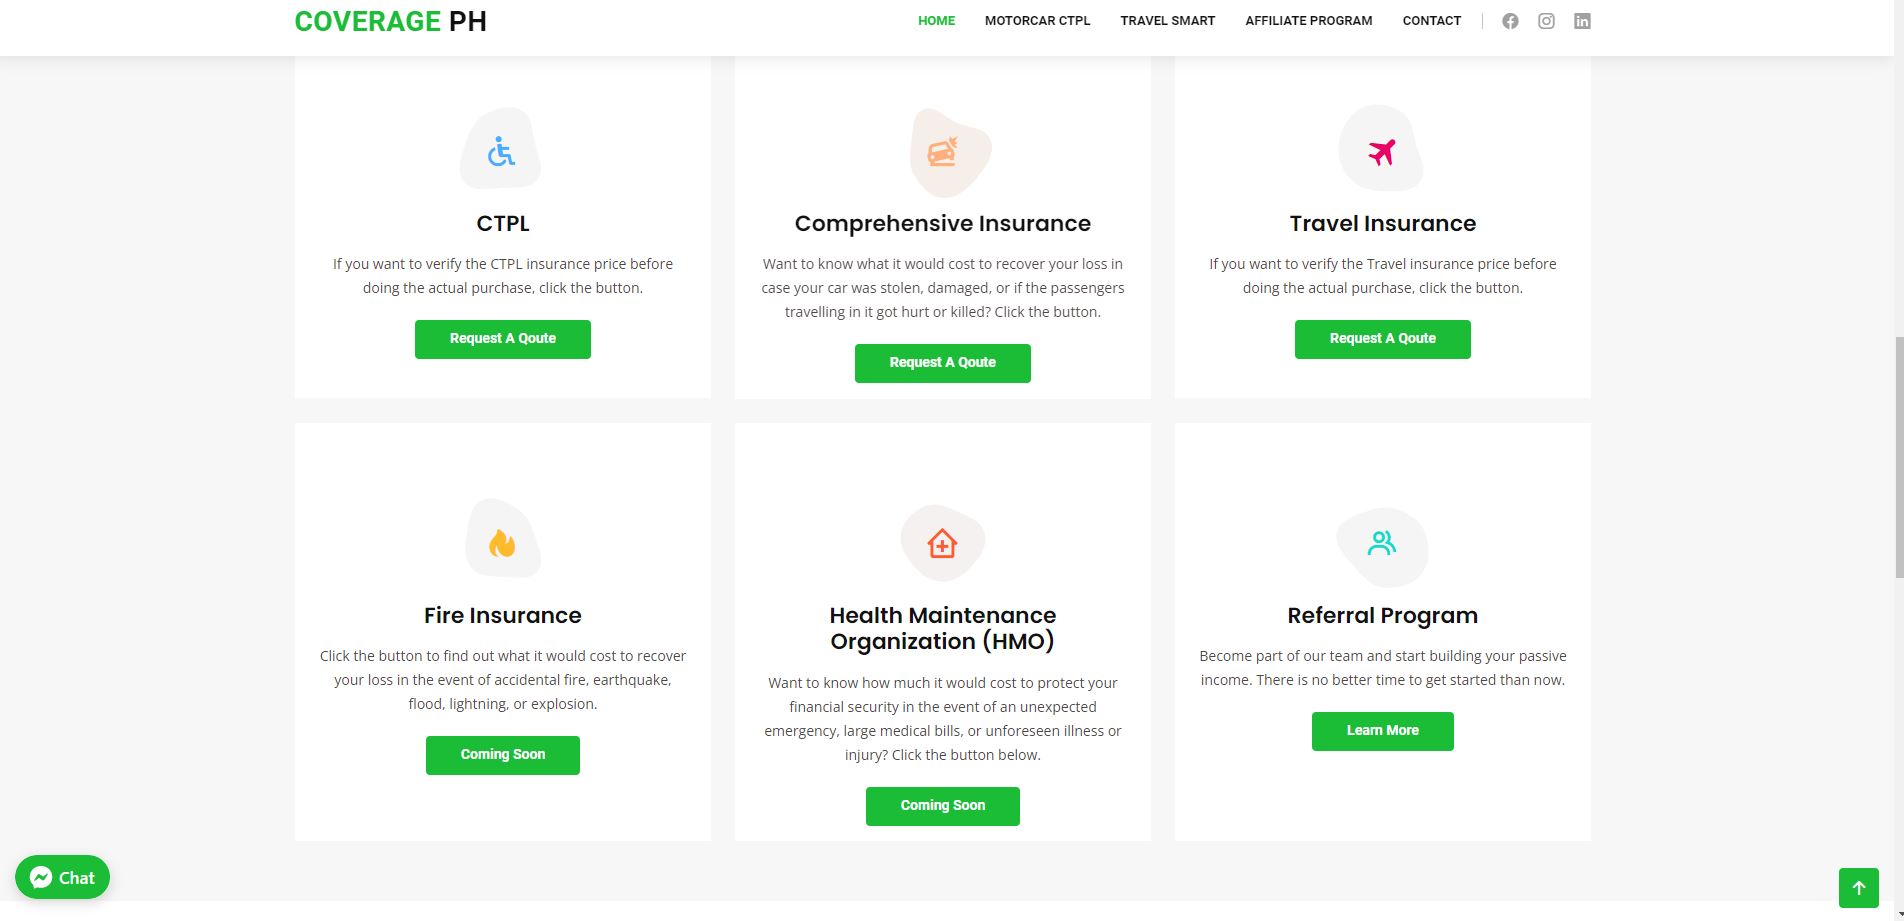 COVERAGE PH
HOME MOTORCAR CTPL TRAVEL SMART AFFILIATE PROGRAM CONTACT
CTPL
If you want to verify the CTPL insurance price before
doing the actual purchase, click the button.
Request A Qoute
Comprehensive Insurance
Want to know what it would cost to recover your loss in
case your car was stolen, damaged, or if the passengers
travelling in it got hurt or killed? Click the button.
Request A Qoute
Travel Insurance
If you want to verify the Travel insurance price before
doing the actual purchase, click the button.
Request A Qoute
Fire Insurance
Click the button to find out what it would cost to recover
your loss in the event of accidental fire, earthquake,
flood, lightning, or explosion.
Coming Soon
Health Maintenance
Organization (HMO)
Want to know how much it would cost to protect your
financial security in the event of an unexpected
emergency, large medical bills, or unforeseen illness or
injury? Click the button below.
Coming Soon
Referral Program
Become part of our team and start building your passive
income. There is no better time to get started than now.
Learn More
Chat